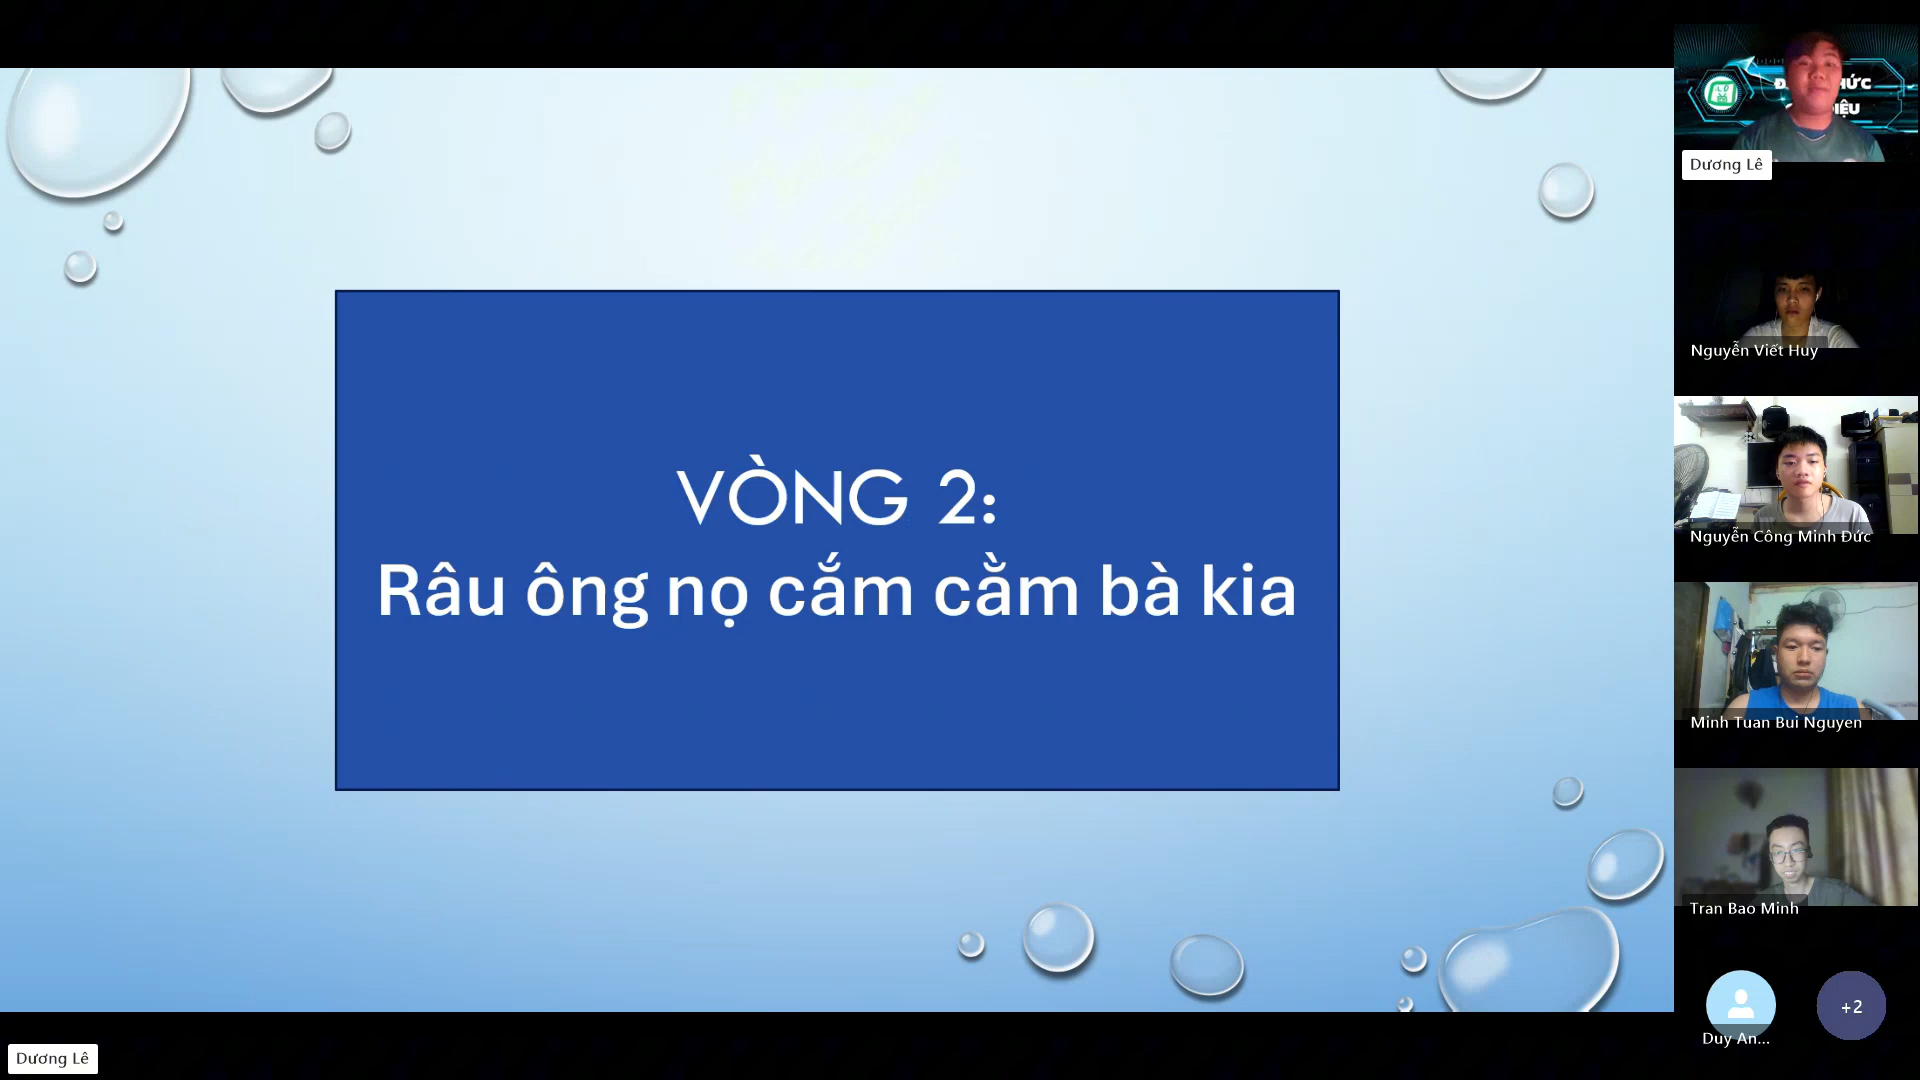 VÒNG 2:
Râu ông nọ cắm cằm bà kia
Dương Lê
Nguyễn Viết Huy
Nguyễn Công Minh Đức
Minh Tuan Bui Nguyen
Tran Bao Minh
Duy An...
+2
Dương Lê